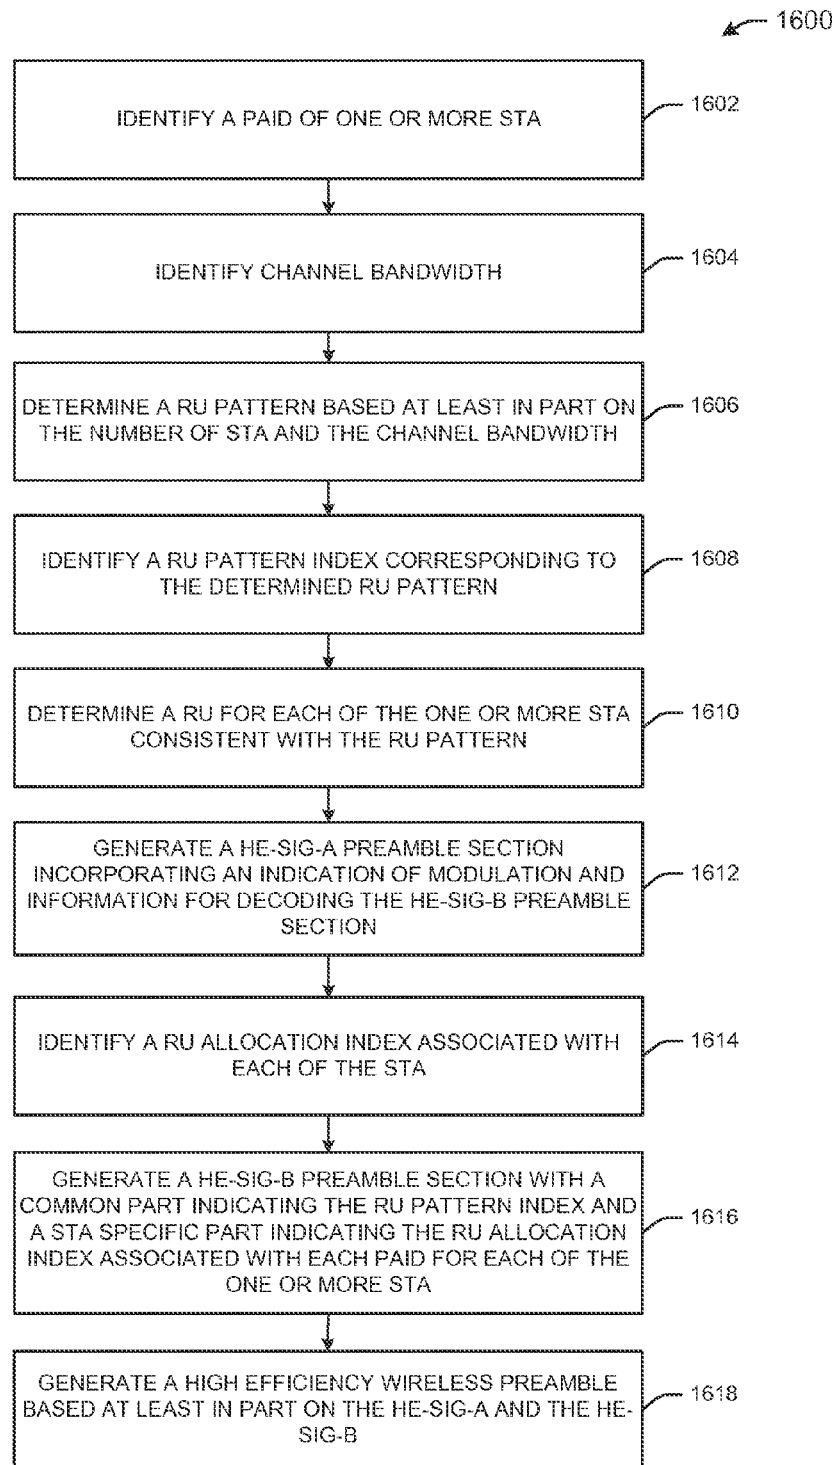 1600
IDENTIFY A PAID OF ONE OR MORE STA
1602
IDENTIFY CHANNEL BANDWIDTH
1604
DETERMINE A RU PATTERN BASED AT LEAST IN PART ON
THE NUMBER OF STA AND THE CHANNEL BANDWIDTH
1606
IDENTIFY A RU PATTERN INDEX CORRESPONDING TO
THE DETERMINED RU PATTERN
1608
DETERMINE A RU FOR EACH OF THE ONE OR MORE STA
CONSISTENT WITH THE RU PATTERN
1610
GENERATE A HE-SIG-A PREAMBLE SECTION
INCORPORATING AN INDICATION OF MODULATION AND
INFORMATION FOR DECODING THE HE-SIG-B PREAMBLE
SECTION
1612
IDENTIFY A RU ALLOCATION INDEX ASSOCIATED WITH
EACH OF THE STA
1614
GENERATE A HE-SIG-B PREAMBLE SECTION WITH A
COMMON PART INDICATING THE RU PATTERN INDEX AND
A STA SPECIFIC PART INDICATING THE RU ALLOCATION
INDEX ASSOCIATED WITH EACH PAID FOR EACH OF THE
ONE OR MORE STA
1616
GENERATE A HIGH EFFICIENCY WIRELESS PREAMBLE
BASED AT LEAST IN PART ON THE HE-SIG-A AND THE HE-
SIG-B
1618